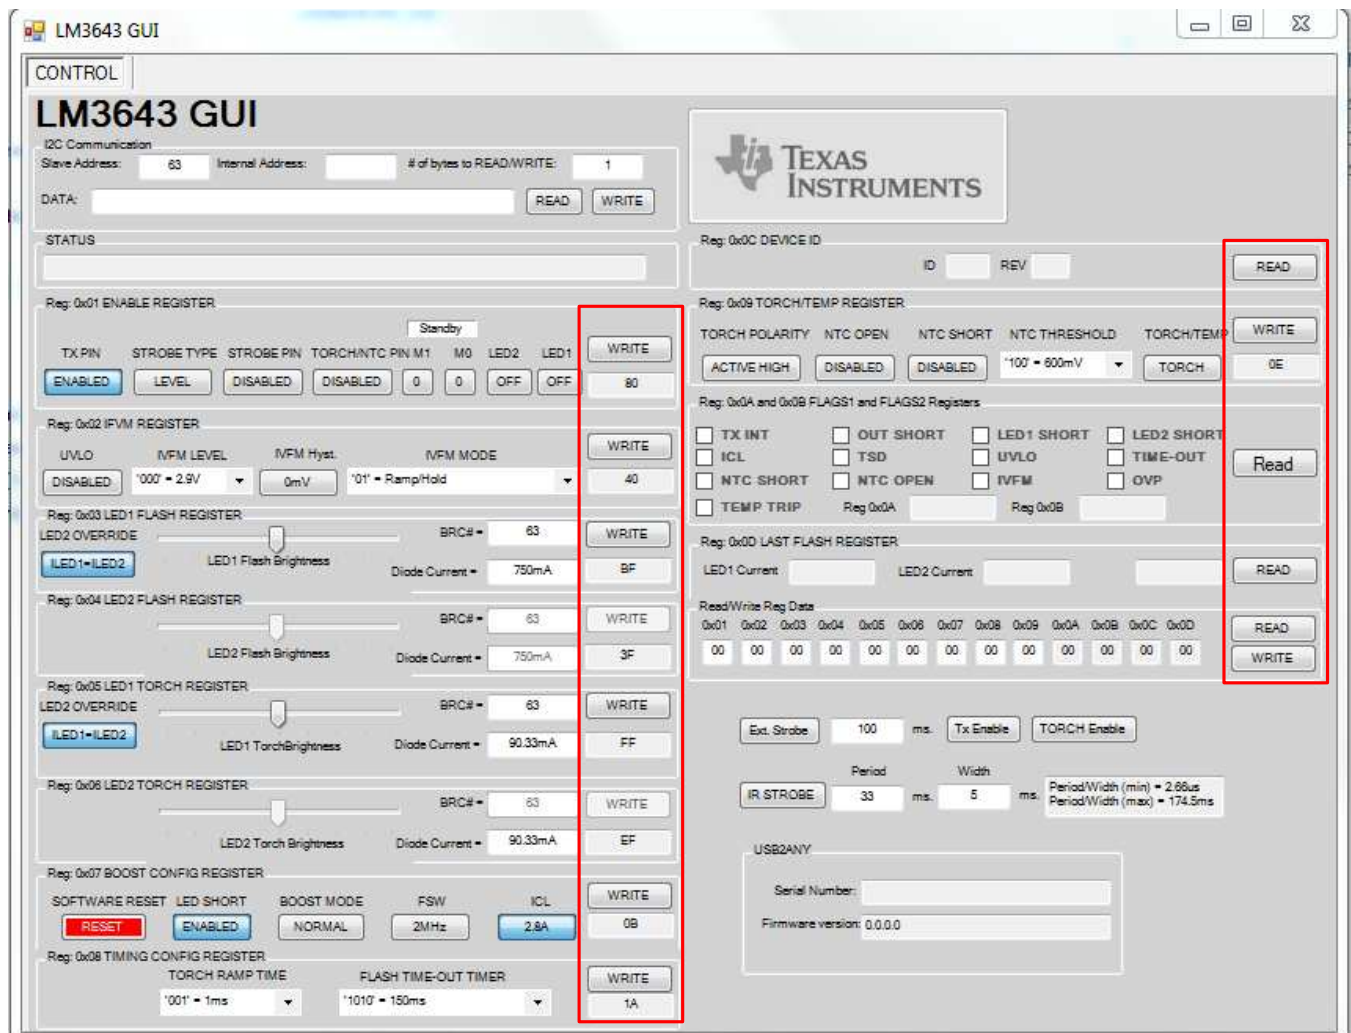 LM3643 GUI
CONTROL
LM3643 GUI
I2C Communication
Slave Address: 63 Internal Address: # of bytes to READ/WRITE: 1
DATA: READ WRITE
STATUS
Reg: 0x01 ENABLE REGISTER
Standby
TX PIN STROBE TYPE STROBE PIN TORCH/NTC PIN M1 M0 LED2 LED1 WRITE
ENABLED LEVEL DISABLED DISABLED 0 0 OFF OFF 80
Reg: 0x02 IFVM REGISTER
UVLO IVFM LEVEL IVFM Hyst. IVFM MODE WRITE
DISABLED '000' = 2.9V 0mV '01' = Ramp/Hold 40
Reg: 0x03 LED1 FLASH REGISTER
LED2 OVERRIDE BRC# = 63 WRITE
ILED1=ILED2 LED1 Flash Brightness Diode Current = 750mA BF
Reg: 0x04 LED2 FLASH REGISTER
BRC# = 63 WRITE
LED2 Flash Brightness Diode Current = 750mA 3F
Reg: 0x05 LED1 TORCH REGISTER
LED2 OVERRIDE BRC# = 63 WRITE
ILED1=ILED2 LED1 TorchBrightness Diode Current = 90.33mA FF
Reg: 0x06 LED2 TORCH REGISTER
BRC# = 63 WRITE
LED2 Torch Brightness Diode Current = 90.33mA EF
Reg: 0x07 BOOST CONFIG REGISTER
SOFTWARE RESET LED SHORT BOOST MODE FSW ICL WRITE
RESET ENABLED NORMAL 2MHz 2.8A 0B
Reg: 0x08 TIMING CONFIG REGISTER
TORCH RAMP TIME FLASH TIME-OUT TIMER WRITE
'001' = 1ms '1010' = 150ms 1A
TEXAS
INSTRUMENTS
Reg: 0x0C DEVICE ID
ID REV READ
Reg: 0x09 TORCH/TEMP REGISTER
TORCH POLARITY NTC OPEN NTC SHORT NTC THRESHOLD TORCH/TEMP WRITE
ACTIVE HIGH DISABLED DISABLED '100' = 600mV TORCH 0E
Reg: 0x0A and 0x0B FLAGS1 and FLAGS2 Registers
TX INT OUT SHORT LED1 SHORT LED2 SHORT
ICL TSD UVLO TIME-OUT Read
NTC SHORT NTC OPEN IVFM OVP
TEMP TRIP Reg 0x0A Reg 0x0B
Reg: 0x0D LAST FLASH REGISTER
LED1 Current LED2 Current READ
Read/Write Reg Data
0x01 0x02 0x03 0x04 0x05 0x06 0x07 0x08 0x09 0x0A 0x0B 0x0C 0x0D READ
00 00 00 00 00 00 00 00 00 00 00 00 00 WRITE
Ext. Strobe 100 ms. Tx Enable TORCH Enable
Period Width
IR STROBE 33 ms. 5 ms. Period/Width (min) = 2.66us
Period/Width (max) = 174.5ms
USB2ANY
Serial Number:
Firmware version: 0.0.0.0